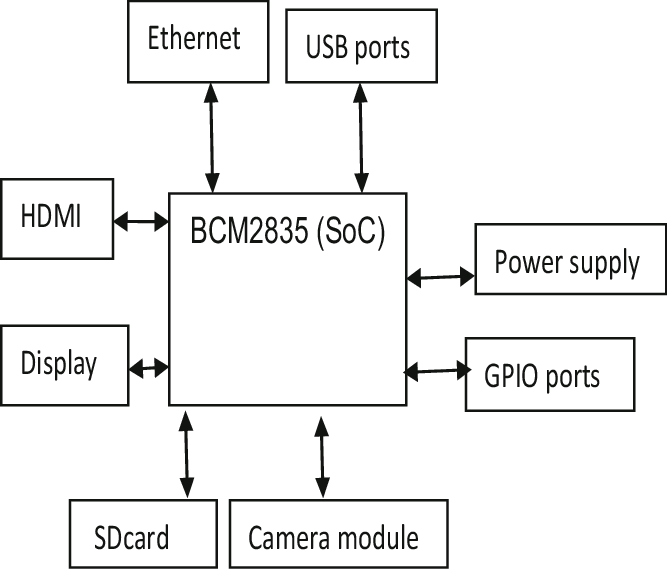 Ethernet
USB ports
HDMI
BCM2835 (SoC)
Power supply
Display
GPIO ports
SDcard
Camera module